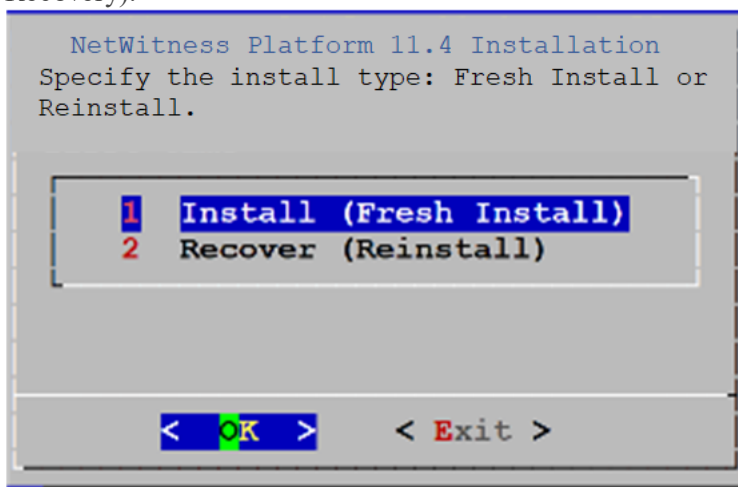 Recovery).
NetWitness Platform 11.4 Installation
Specify the install type: Fresh Install or
Reinstall.
1 Install (Fresh Install)
2 Recover (Reinstall)
< OK > < Exit >